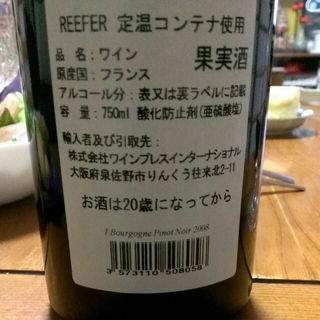 REEFER 定温コンテナ使用
品 名：ワイン 果実酒
原産国：フランス
アルコール分：表又は裏ラベルに記載
容 量：750ml 酸化防止剤(亜硫酸塩)
輸入者及び引取先：
株式会社ワインプレスインターナショナル
大阪府泉佐野市りんくう往来北2-11
お酒は20歳になってから
1 Bourgogne Pinot Noir 2008
3 573110 508058